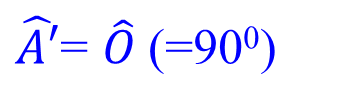 Â′= Ô (=90⁰)